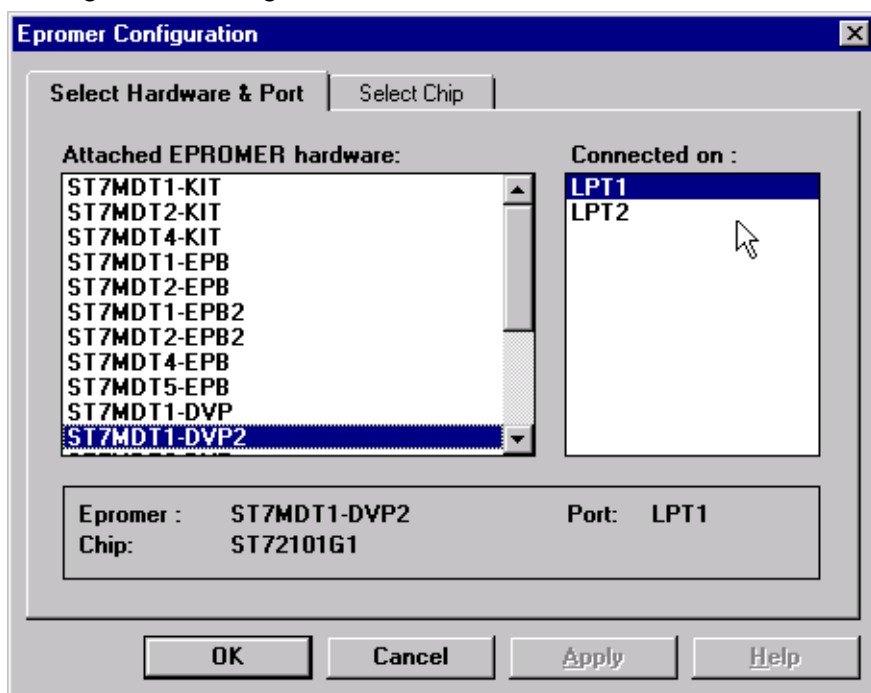 Epromer Configuration
Select Hardware & Port
Select Chip
Attached EPROMER hardware:
ST7MDT1-KIT
ST7MDT2-KIT
ST7MDT4-KIT
ST7MDT1-EPB
ST7MDT2-EPB
ST7MDT1-EPB2
ST7MDT2-EPB2
ST7MDT4-EPB
ST7MDT5-EPB
ST7MDT1-DVP
ST7MDT1-DVP2
Connected on :
LPT1
LPT2
Epromer : ST7MDT1-DVP2 Port: LPT1
Chip: ST72101G1
OK Cancel Apply Help